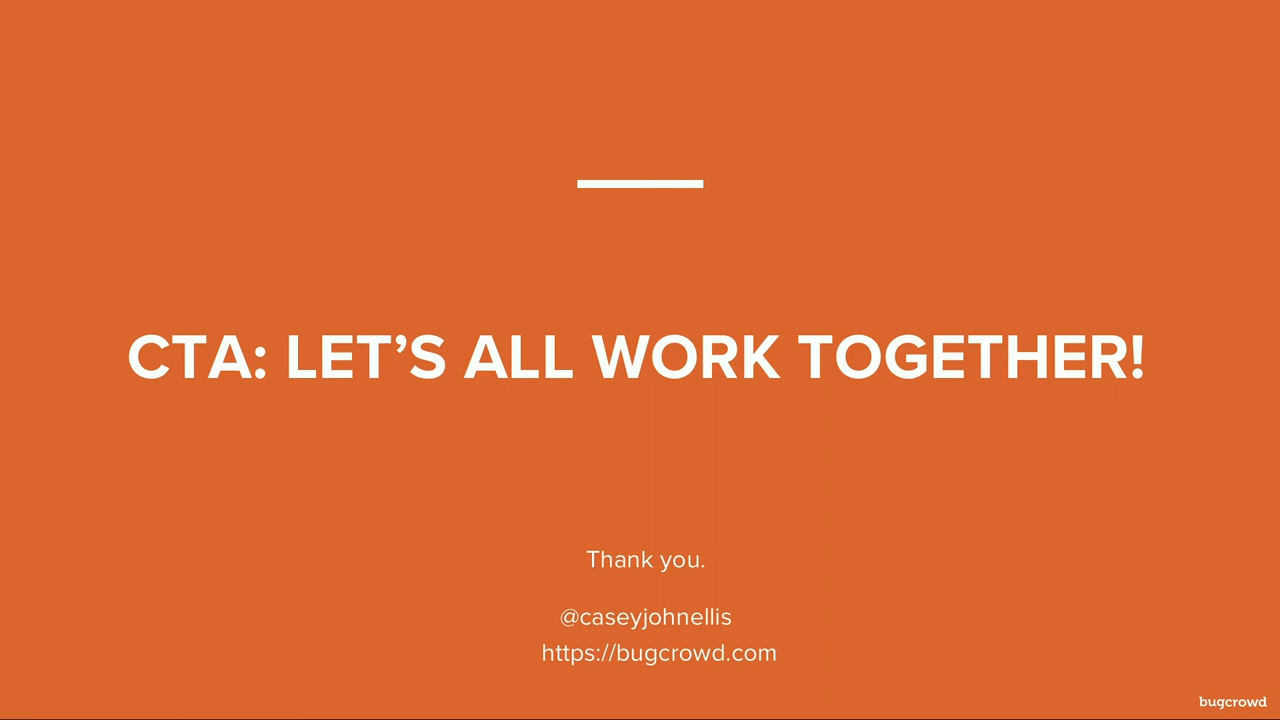 CTA: LET’S ALL WORK TOGETHER!
Thank you.
@caseyjohnellis
https://bugcrowd.com
bugcrowd